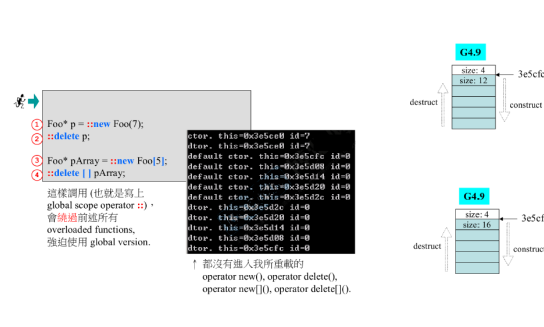 ① Foo* p = ::new Foo(7);
② ::delete p;
③ Foo* pArray = ::new Foo[5];
④ ::delete [ ] pArray;
這樣調用 (也就是寫上
global scope operator ::)，
會繞過前述所有
overloaded functions,
強迫使用 global version.
ctor. this=0x3e5ce0 id=7
dtor. this=0x3e5ce0 id=7
default ctor. this=0x3e5cfc id=0
default ctor. this=0x3e5d08 id=0
default ctor. this=0x3e5d14 id=0
default ctor. this=0x3e5d20 id=0
default ctor. this=0x3e5d2c id=0
dtor. this=0x3e5d2c id=0
dtor. this=0x3e5d20 id=0
dtor. this=0x3e5d14 id=0
dtor. this=0x3e5d08 id=0
dtor. this=0x3e5cfc id=0
↑ 都沒有進入我所重載的
operator new(), operator delete(),
operator new[](), operator delete[]().
G4.9
size: 4
size: 12
3e5cfc
destruct
construct
G4.9
size: 4
size: 16
3e5cf
destruct
construct